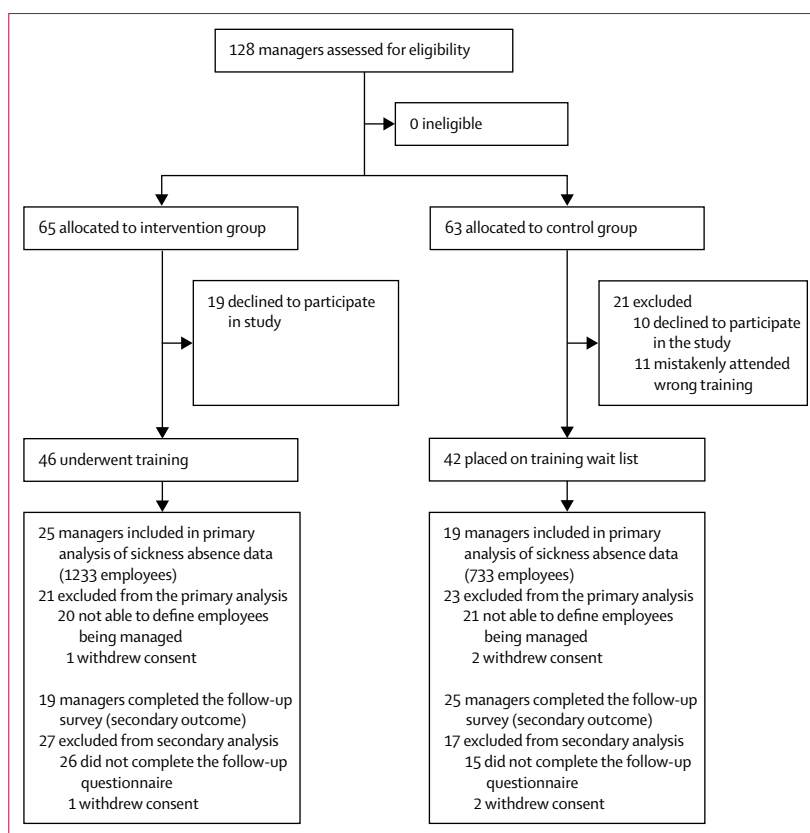 128 managers assessed for eligibility
0 ineligible
65 allocated to intervention group
63 allocated to control group
19 declined to participate
in study
21 excluded
10 declined to participate
in the study
11 mistakenly attended
wrong training
46 underwent training
42 placed on training wait list
25 managers included in primary
analysis of sickness absence data
(1233 employees)
21 excluded from the primary analysis
20 not able to define employees
being managed
1 withdrew consent
19 managers completed the follow-up
survey (secondary outcome)
27 excluded from secondary analysis
26 did not complete the follow-up
questionnaire
1 withdrew consent
19 managers included in primary
analysis of sickness absence data
(733 employees)
23 excluded from the primary analysis
21 not able to define employees
being managed
2 withdrew consent
25 managers completed the follow-up
survey (secondary outcome)
17 excluded from secondary analysis
15 did not complete the follow-up
questionnaire
2 withdrew consent